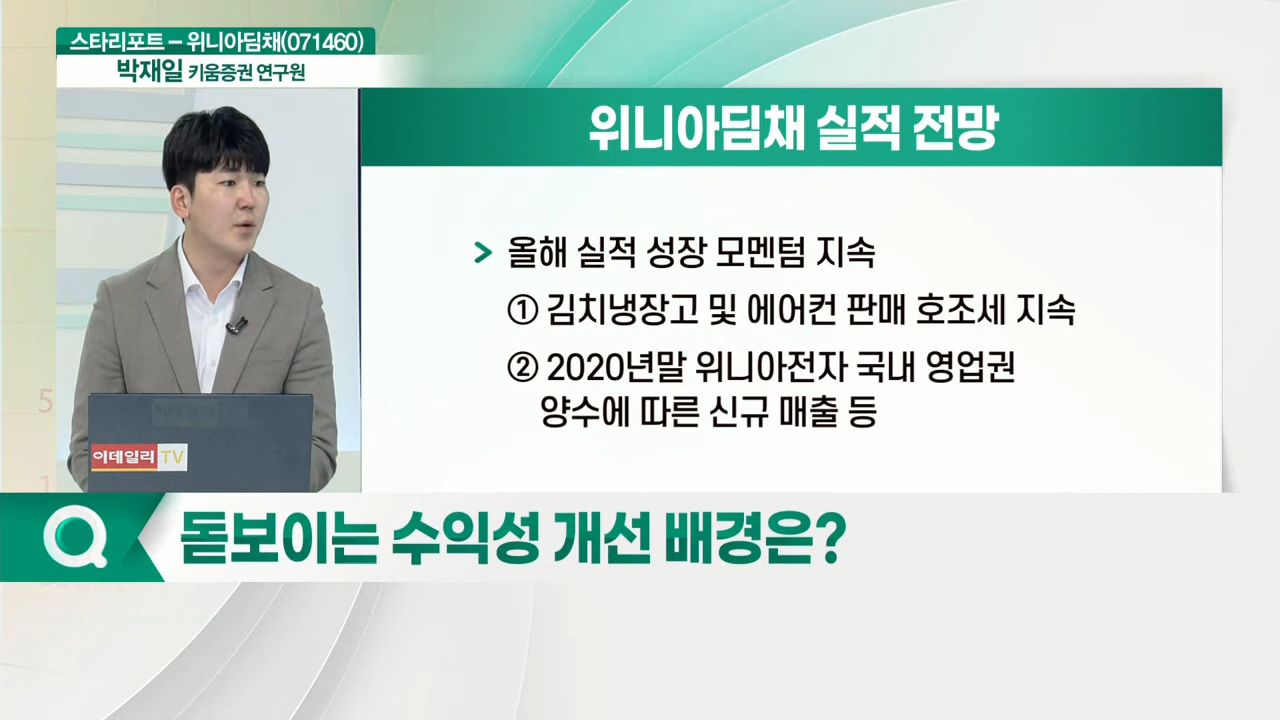 스타리포트 – 위니아딤채(071460)
박재일 키움증권 연구원
위니아딤채 실적 전망
> 올해 실적 성장 모멘텀 지속
① 김치냉장고 및 에어컨 판매 호조세 지속
② 2020년말 위니아전자 국내 영업권
양수에 따른 신규 매출 등
이데일리 TV
Q 돋보이는 수익성 개선 배경은?
5
1